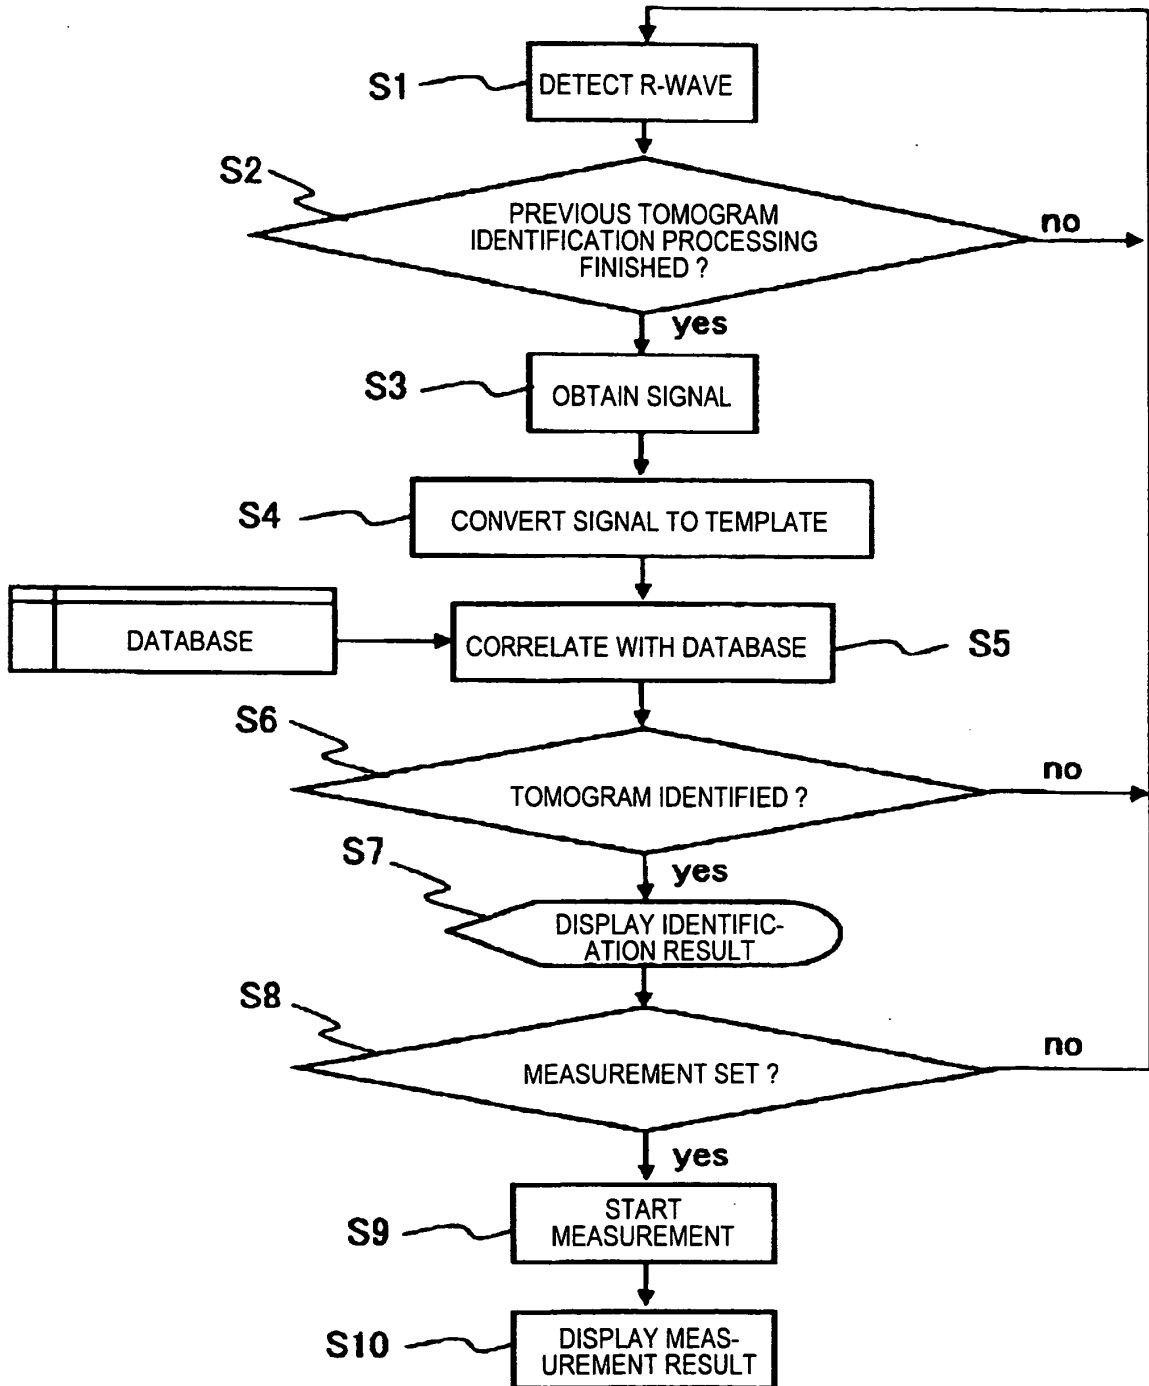 S1
DETECT R-WAVE
S2
PREVIOUS TOMOGRAM
IDENTIFICATION PROCESSING
FINISHED ?
no
yes
S3
OBTAIN SIGNAL
S4
CONVERT SIGNAL TO TEMPLATE
DATABASE
CORRELATE WITH DATABASE
S5
S6
TOMOGRAM IDENTIFIED ?
no
yes
S7
DISPLAY IDENTIFIC-
ATION RESULT
S8
MEASUREMENT SET ?
no
yes
S9
START
MEASUREMENT
S10
DISPLAY MEAS-
UREMENT RESULT